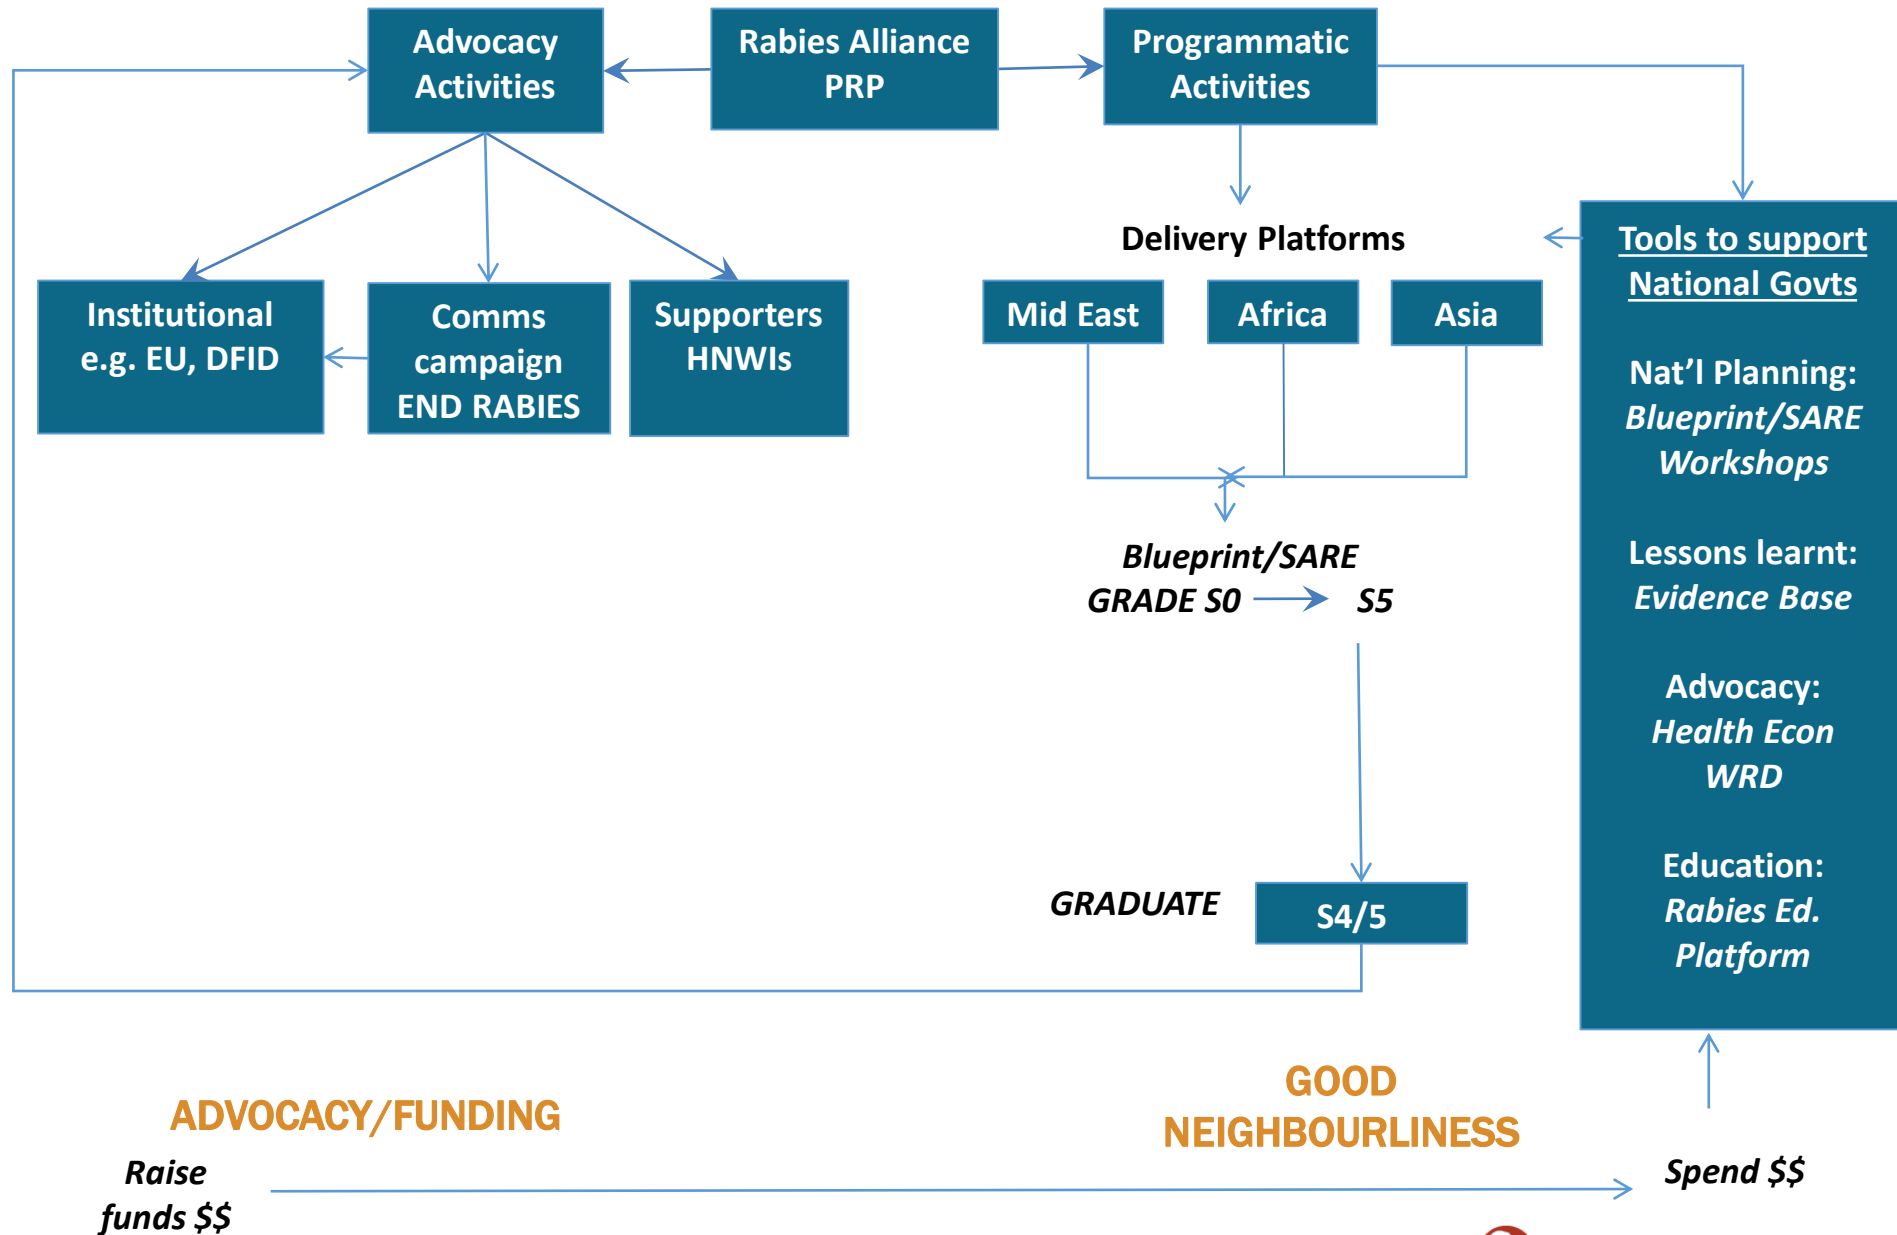 Advocacy
Activities
Rabies Alliance
PRP
Programmatic
Activities
Institutional
e.g. EU, DFID
Comms
campaign
END RABIES
Supporters
HNWIs
Delivery Platforms
Mid East
Africa
Asia
Blueprint/SARE
GRADE S0
S5
GRADUATE
S4/5
Tools to support
National Govts
Nat’l Planning:
Blueprint/SARE
Workshops
Lessons learnt:
Evidence Base
Advocacy:
Health Econ
WRD
Education:
Rabies Ed.
Platform
ADVOCACY/FUNDING
GOOD
NEIGHBOURLINESS
Raise
funds $$
Spend $$